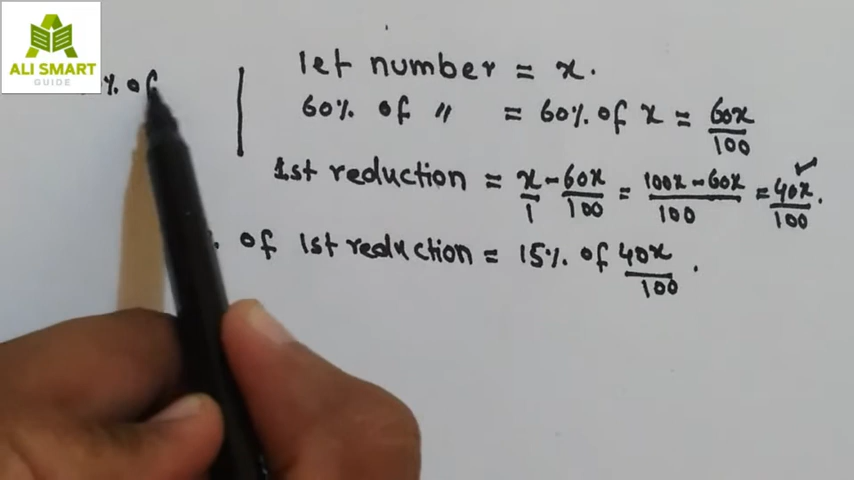 ALI SMART
GUIDE
% of
let number = x.
60% of " = 60% of x = 60x/100
1st reduction = x/1 - 60x/100 = (100x - 60x)/100 = 40x/100.
of 1st reduction = 15% of 40x/100.